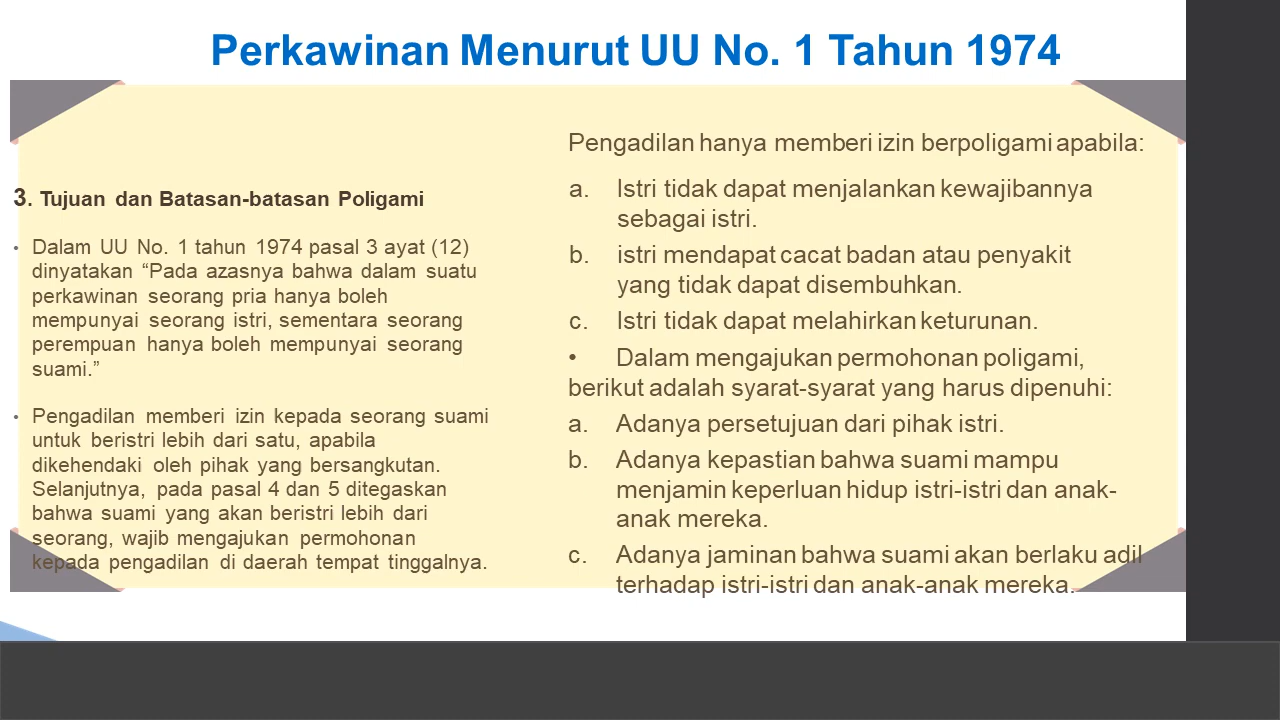 Perkawinan Menurut UU No. 1 Tahun 1974
3. Tujuan dan Batasan-batasan Poligami
• Dalam UU No. 1 tahun 1974 pasal 3 ayat (12)
dinyatakan “Pada azasnya bahwa dalam suatu
perkawinan seorang pria hanya boleh
mempunyai seorang istri, sementara seorang
perempuan hanya boleh mempunyai seorang
suami.”
• Pengadilan memberi izin kepada seorang suami
untuk beristri lebih dari satu, apabila
dikehendaki oleh pihak yang bersangkutan.
Selanjutnya, pada pasal 4 dan 5 ditegaskan
bahwa suami yang akan beristri lebih dari
seorang, wajib mengajukan permohonan
kepada pengadilan di daerah tempat tinggalnya.
Pengadilan hanya memberi izin berpoligami apabila:
a. Istri tidak dapat menjalankan kewajibannya
sebagai istri.
b. istri mendapat cacat badan atau penyakit
yang tidak dapat disembuhkan.
c. Istri tidak dapat melahirkan keturunan.
• Dalam mengajukan permohonan poligami,
berikut adalah syarat-syarat yang harus dipenuhi:
a. Adanya persetujuan dari pihak istri.
b. Adanya kepastian bahwa suami mampu
menjamin keperluan hidup istri-istri dan anak-
anak mereka.
c. Adanya jaminan bahwa suami akan berlaku adil
terhadap istri-istri dan anak-anak mereka.